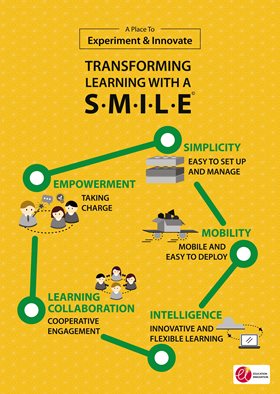 A Place To
Experiment & Innovate
TRANSFORMING
LEARNING WITH A
S·M·I·L·E©
SIMPLICITY
EASY TO SET UP
AND MANAGE
EMPOWERMENT
TAKING
CHARGE
MOBILITY
MOBILE AND
EASY TO DEPLOY
LEARNING
COLLABORATION
COOPERATIVE
ENGAGEMENT
INTELLIGENCE
INNOVATIVE AND
FLEXIBLE LEARNING
ei
EDUCATION
INNOVATION